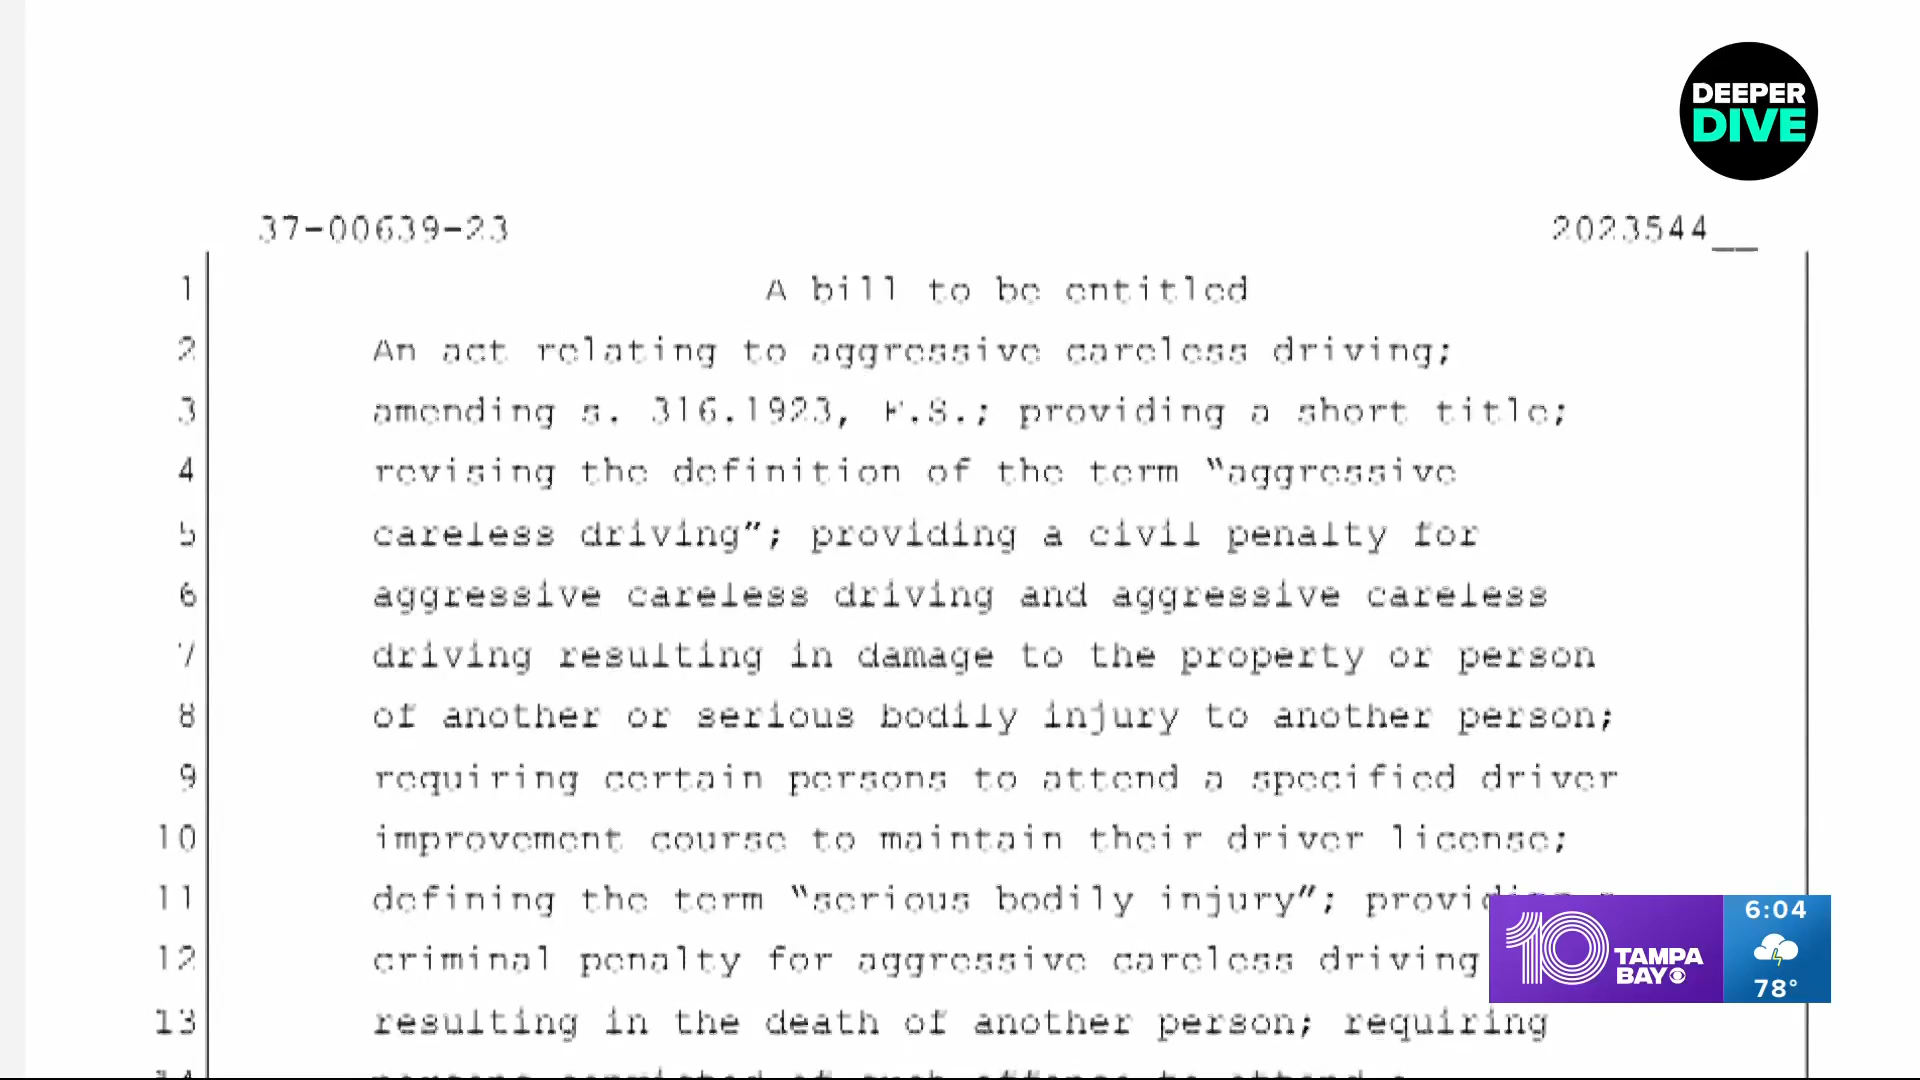 DEEPER
DIVE
37-00639-23 2023544__
1 A bill to be entitled
2 An act relating to aggressive careless driving;
3 amending s. 316.1923, F.S.; providing a short title;
4 revising the definition of the term “aggressive
5 careless driving”; providing a civil penalty for
6 aggressive careless driving and aggressive careless
7 driving resulting in damage to the property or person
8 of another or serious bodily injury to another person;
9 requiring certain persons to attend a specified driver
10 improvement course to maintain their driver license;
11 defining the term “serious bodily injury”; providing a
12 criminal penalty for aggressive careless driving
13 resulting in the death of another person; requiring
10 TAMPA
BAY
6:04
78°